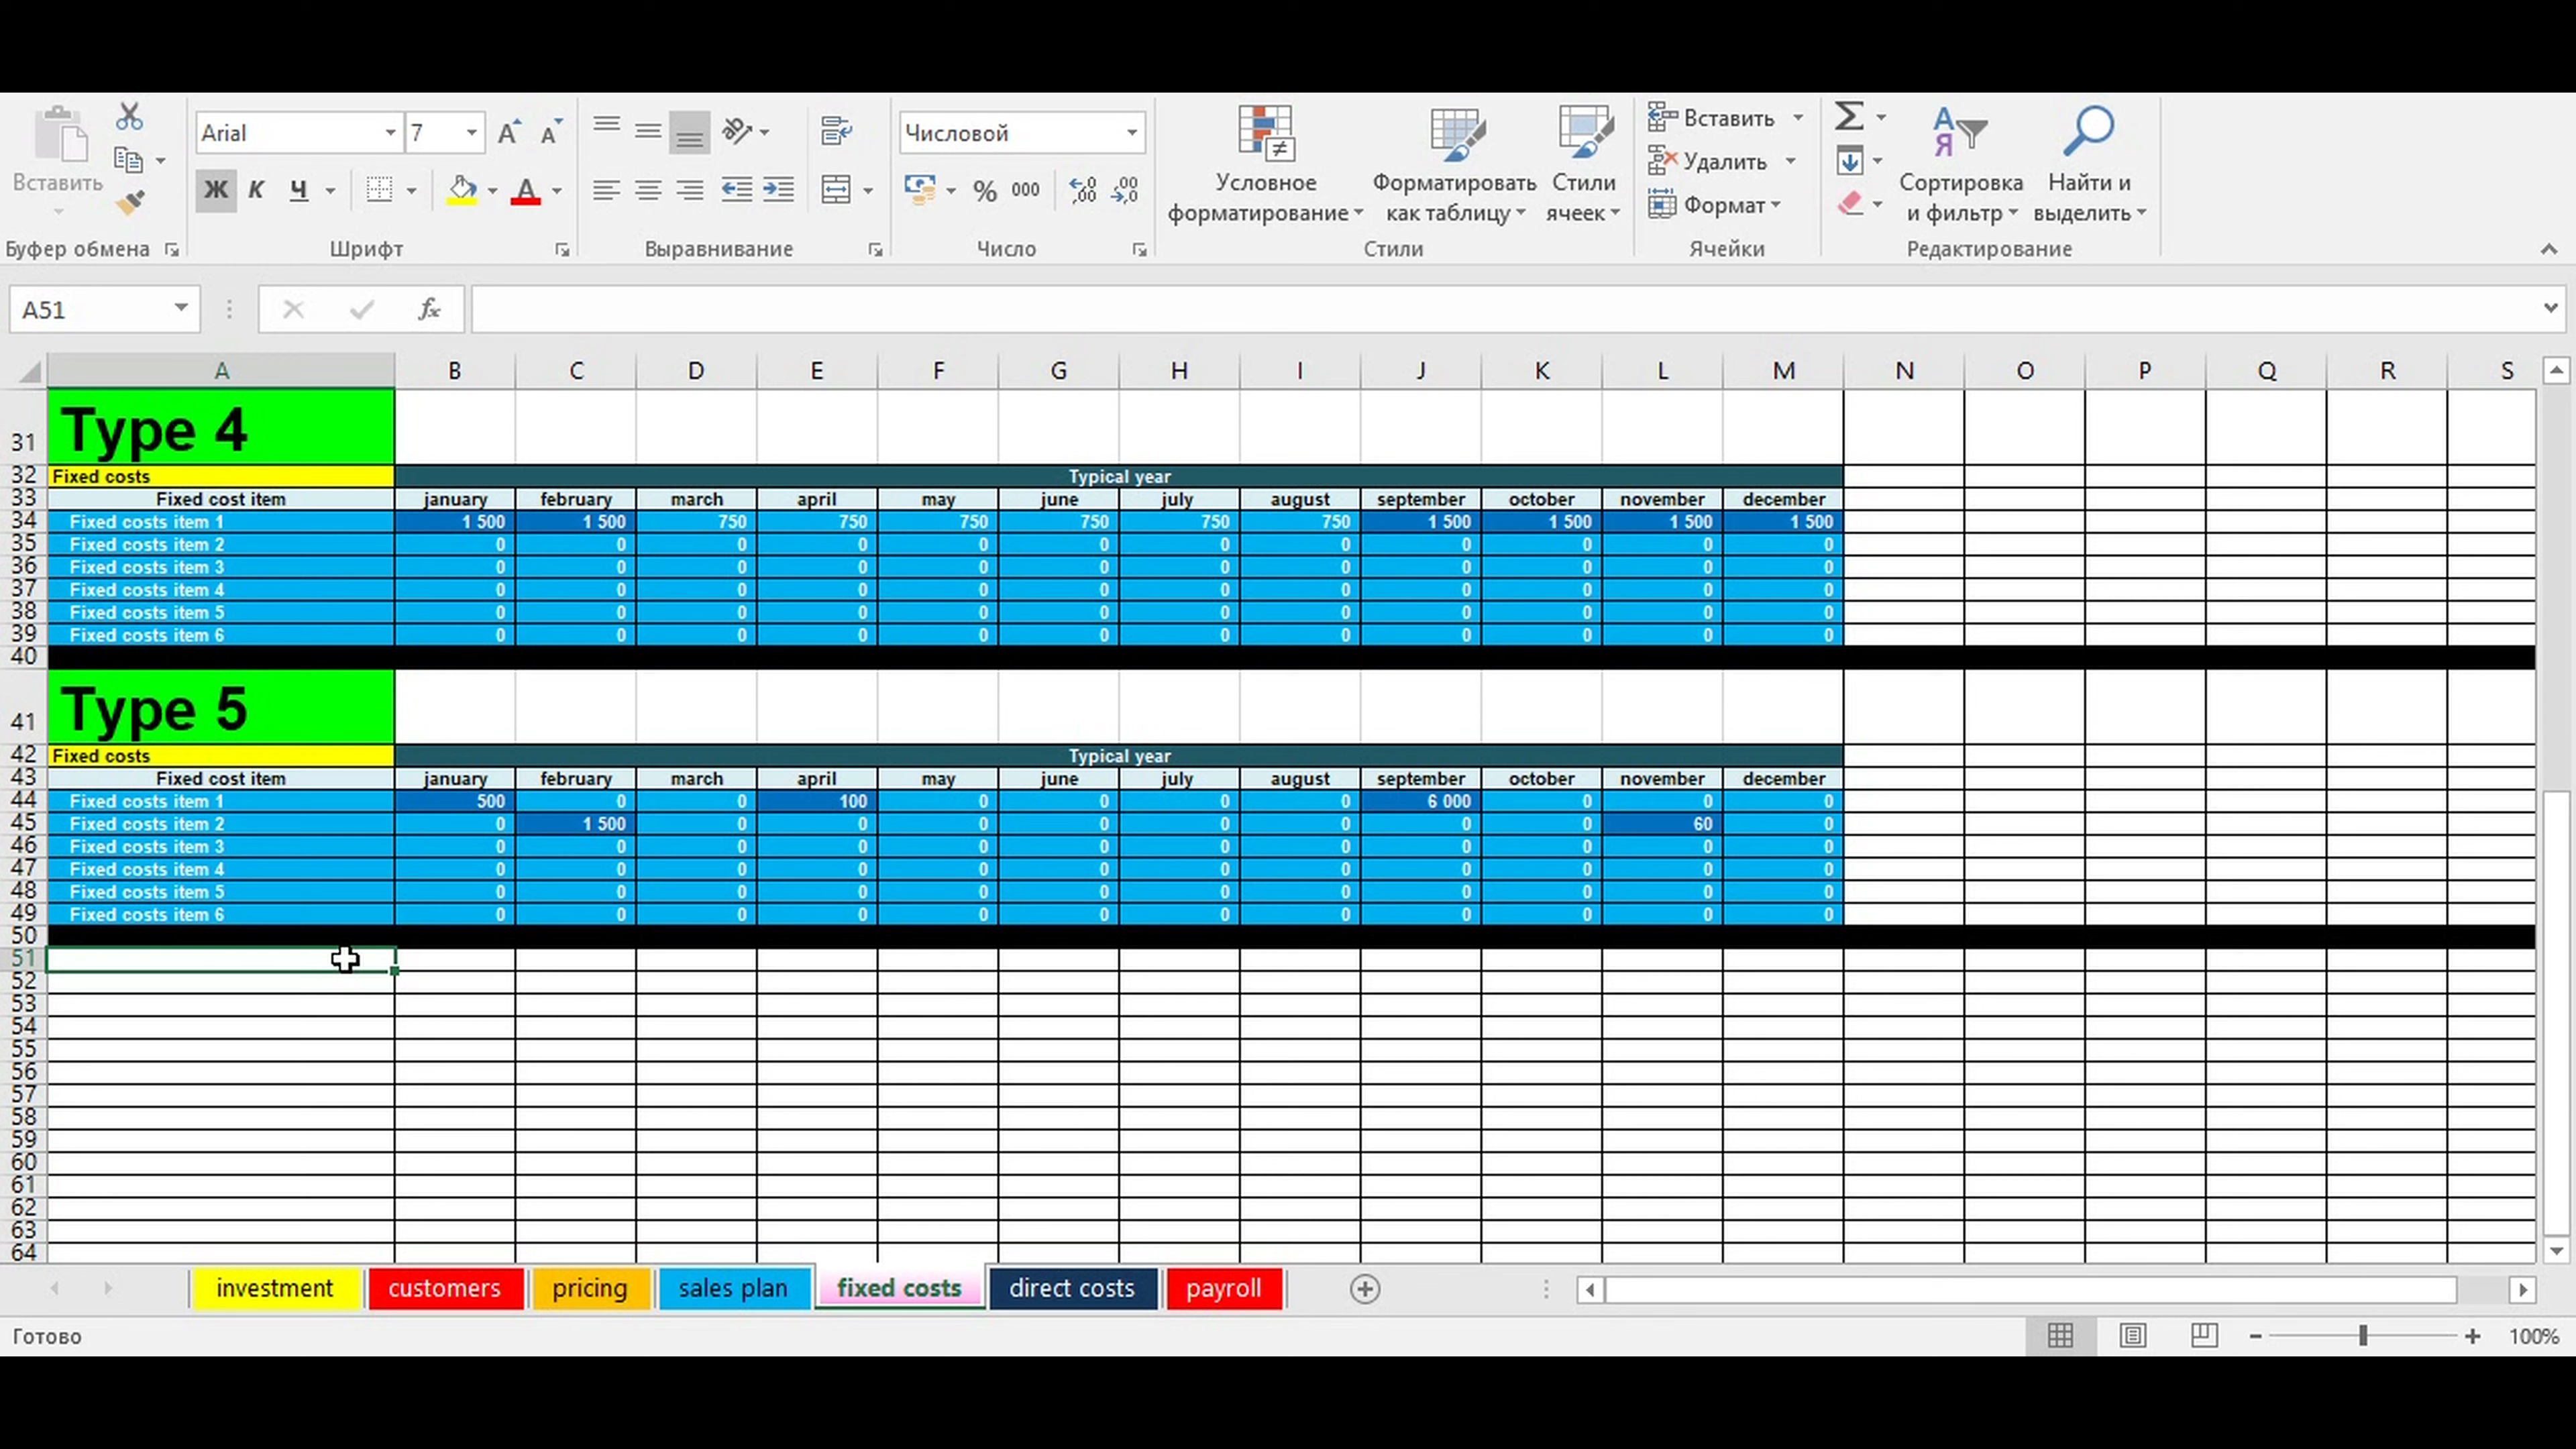 Вставить
Буфер обмена
Arial 7
Ж К Ч А
Шрифт
Выравнивание
Числовой
% 000
Число
Условное форматирование
Форматировать как таблицу
Стили ячеек
Стили
Вставить
Удалить
Формат
Ячейки
Сортировка и фильтр
Найти и выделить
Редактирование
A51 fx
A B C D E F G H I J K L M N O P Q R S
31 Type 4
32 Fixed costs Typical year
33 Fixed cost item january february march april may june july august september october november december
34 Fixed costs item 1 1 500 1 500 750 750 750 750 750 750 1 500 1 500 1 500 1 500
35 Fixed costs item 2 0 0 0 0 0 0 0 0 0 0 0 0
36 Fixed costs item 3 0 0 0 0 0 0 0 0 0 0 0 0
37 Fixed costs item 4 0 0 0 0 0 0 0 0 0 0 0 0
38 Fixed costs item 5 0 0 0 0 0 0 0 0 0 0 0 0
39 Fixed costs item 6 0 0 0 0 0 0 0 0 0 0 0 0
40
41 Type 5
42 Fixed costs Typical year
43 Fixed cost item january february march april may june july august september october november december
44 Fixed costs item 1 500 0 0 100 0 0 0 0 6 000 0 0 0
45 Fixed costs item 2 0 1 500 0 0 0 0 0 0 0 0 60 0
46 Fixed costs item 3 0 0 0 0 0 0 0 0 0 0 0 0
47 Fixed costs item 4 0 0 0 0 0 0 0 0 0 0 0 0
48 Fixed costs item 5 0 0 0 0 0 0 0 0 0 0 0 0
49 Fixed costs item 6 0 0 0 0 0 0 0 0 0 0 0 0
50
51
52
53
54
55
56
57
58
59
60
61
62
63
64
investment customers pricing sales plan fixed costs direct costs payroll
Готово 100%